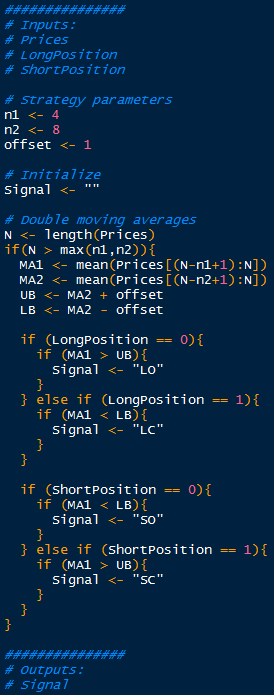 ###############
# Inputs:
# Prices
# LongPosition
# ShortPosition

# Strategy parameters
n1 <- 4
n2 <- 8
offset <- 1

# Initialize
Signal <- ""

# Double moving averages
N <- length(Prices)
if(N > max(n1,n2)){
  MA1 <- mean(Prices[(N-n1+1):N])
  MA2 <- mean(Prices[(N-n2+1):N])
  UB <- MA2 + offset
  LB <- MA2 - offset

  if (LongPosition == 0){
    if (MA1 > UB){
      Signal <- "LO"
    }
  } else if (LongPosition == 1){
    if (MA1 < LB){
      Signal <- "LC"
    }
  }

  if (ShortPosition == 0){
    if (MA1 < LB){
      Signal <- "SO"
    }
  } else if (ShortPosition == 1){
    if (MA1 > UB){
      Signal <- "SC"
    }
  }
}

###############
# Outputs:
# Signal